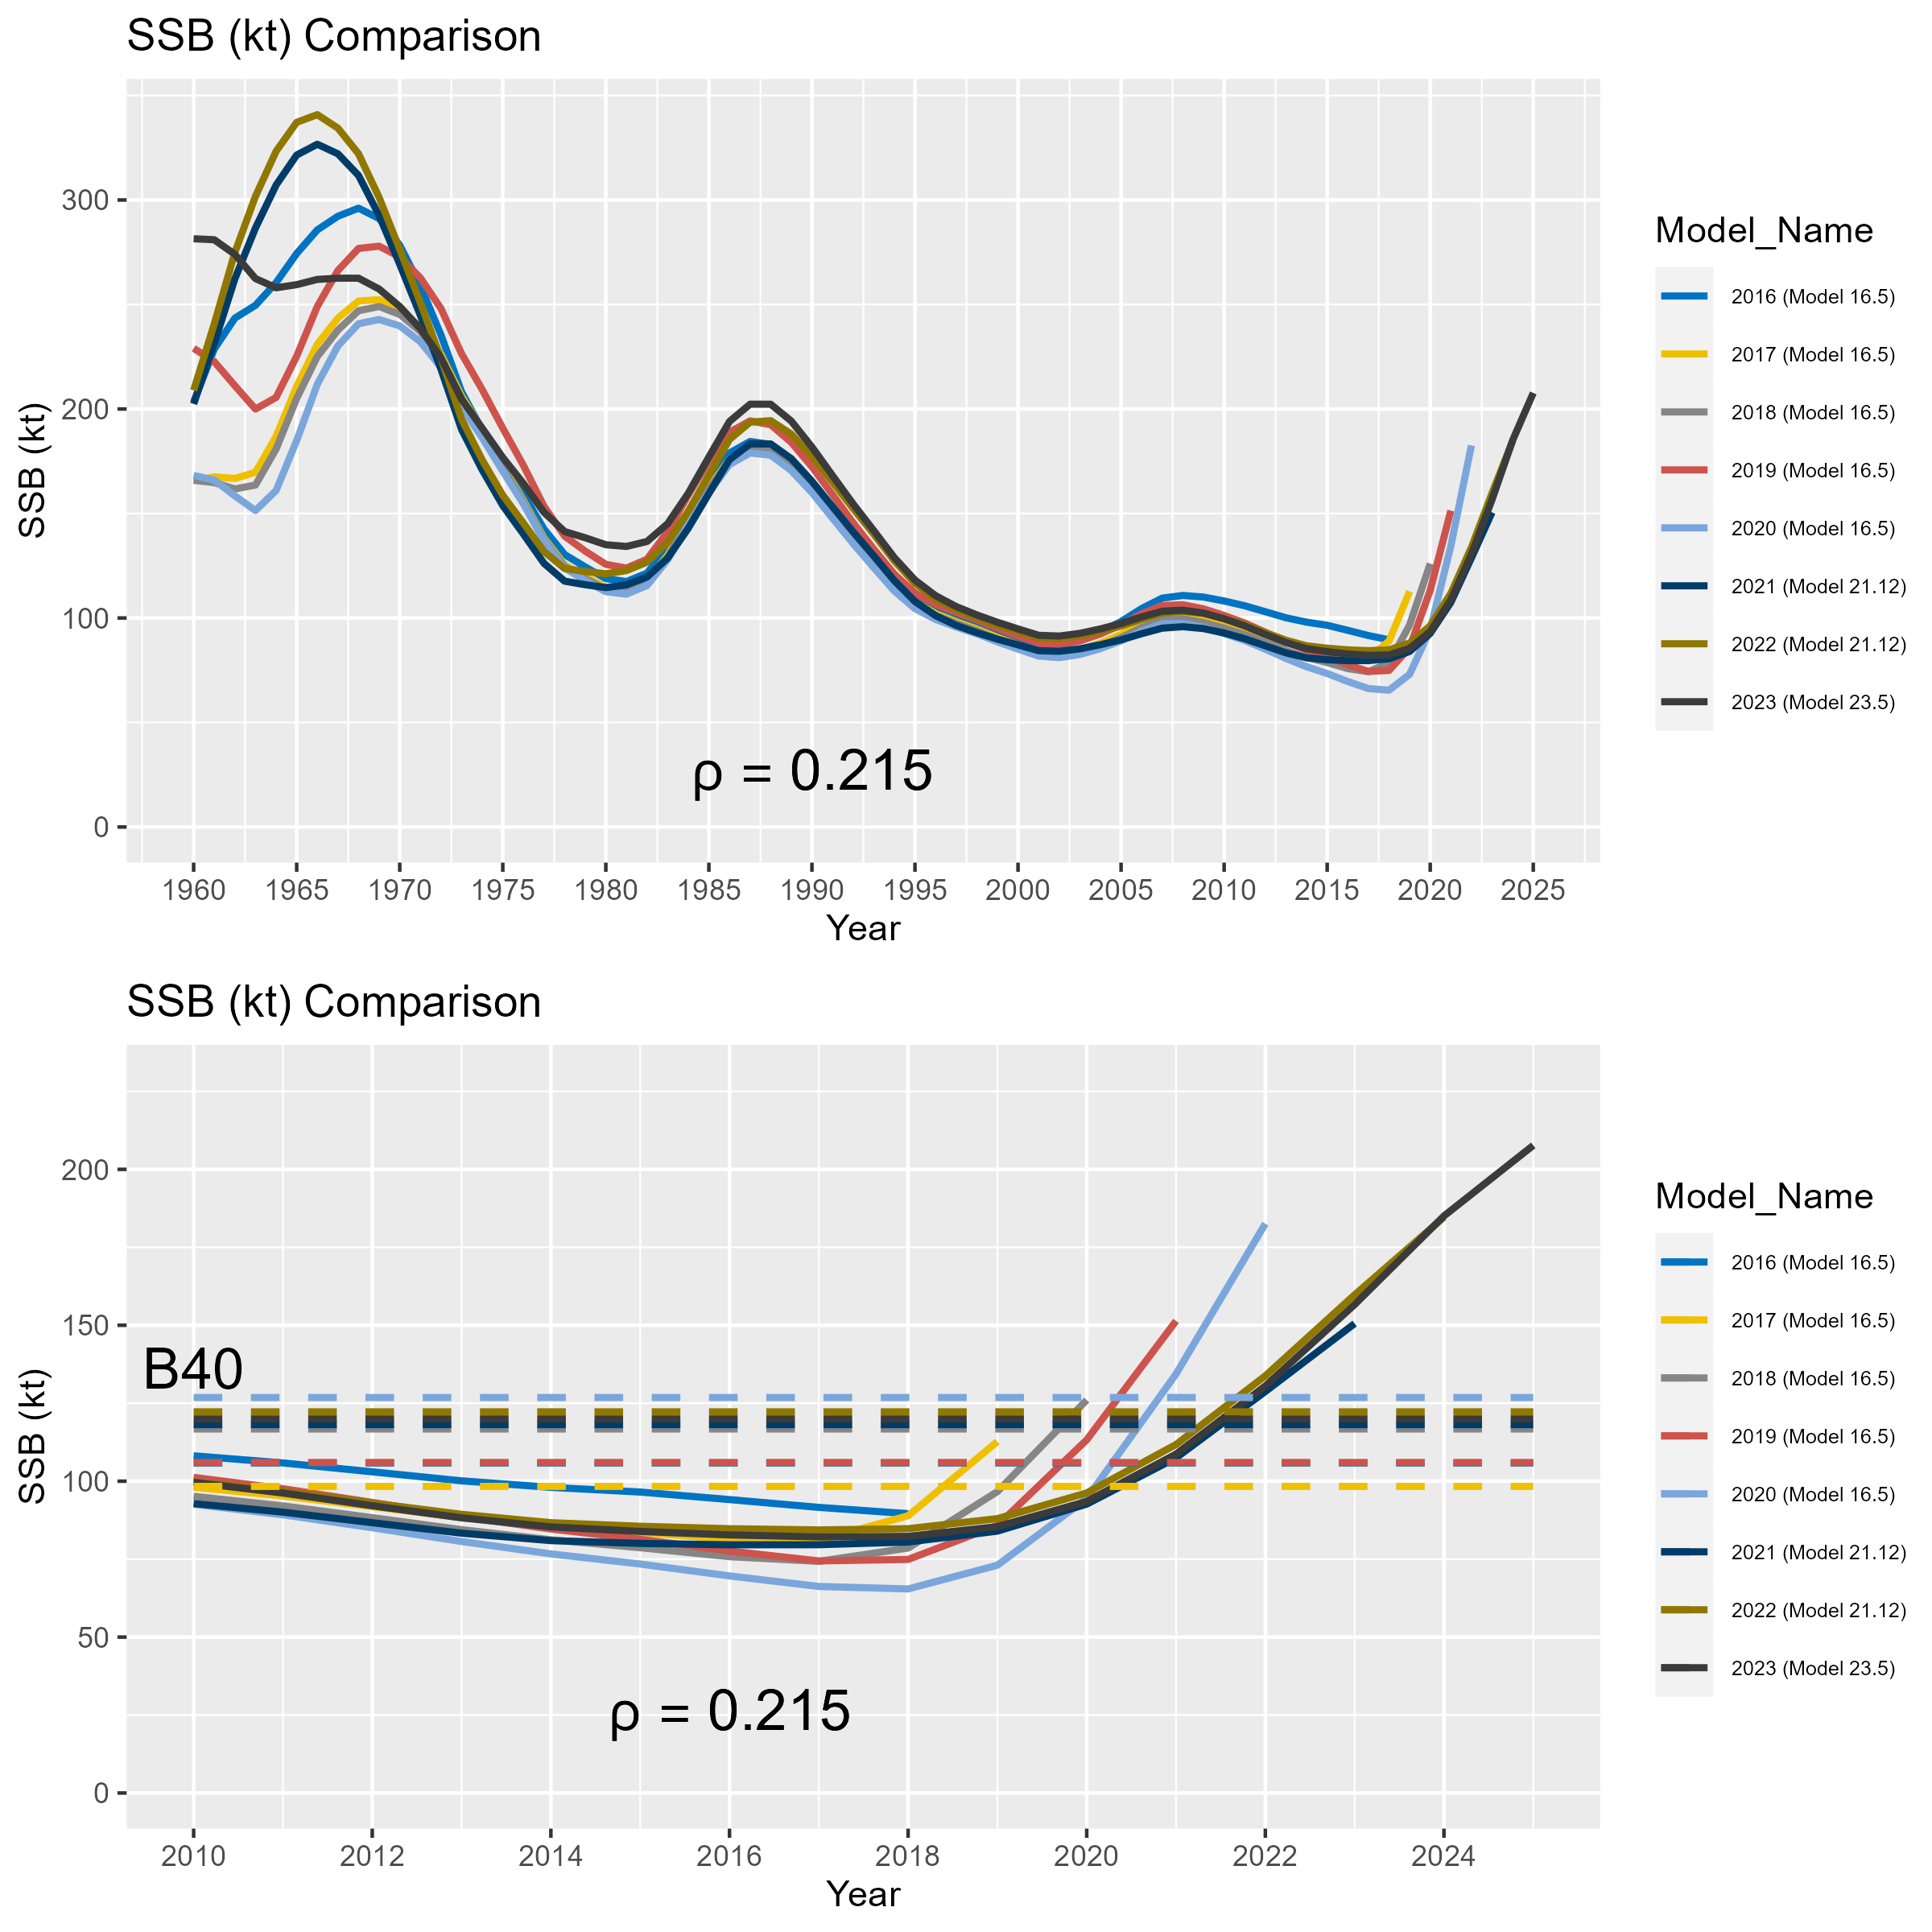 SSB (kt) Comparison
SSB (kt)
300
200
100
0
ρ = 0.215
1960 1965 1970 1975 1980 1985 1990 1995 2000 2005 2010 2015 2020 2025
Year
Model_Name
2016 (Model 16.5)
2017 (Model 16.5)
2018 (Model 16.5)
2019 (Model 16.5)
2020 (Model 16.5)
2021 (Model 21.12)
2022 (Model 21.12)
2023 (Model 23.5)
SSB (kt) Comparison
SSB (kt)
200
150
100
50
0
B40
ρ = 0.215
2010 2012 2014 2016 2018 2020 2022 2024
Year
Model_Name
2016 (Model 16.5)
2017 (Model 16.5)
2018 (Model 16.5)
2019 (Model 16.5)
2020 (Model 16.5)
2021 (Model 21.12)
2022 (Model 21.12)
2023 (Model 23.5)